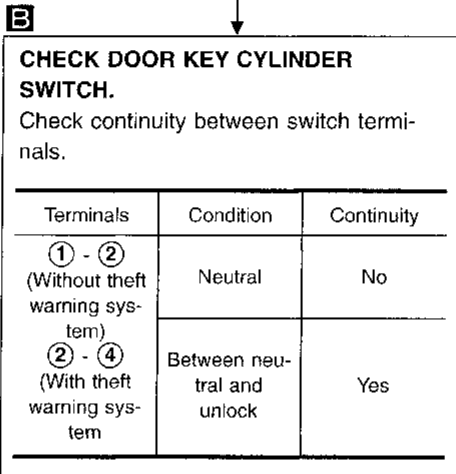 B
CHECK DOOR KEY CYLINDER
SWITCH.
Check continuity between switch termi-
nals.
Terminals Condition Continuity
① - ②
(Without theft
warning sys-
tem)
② - ④
(With theft
warning sys-
tem
Neutral No
Between neu-
tral and
unlock
Yes